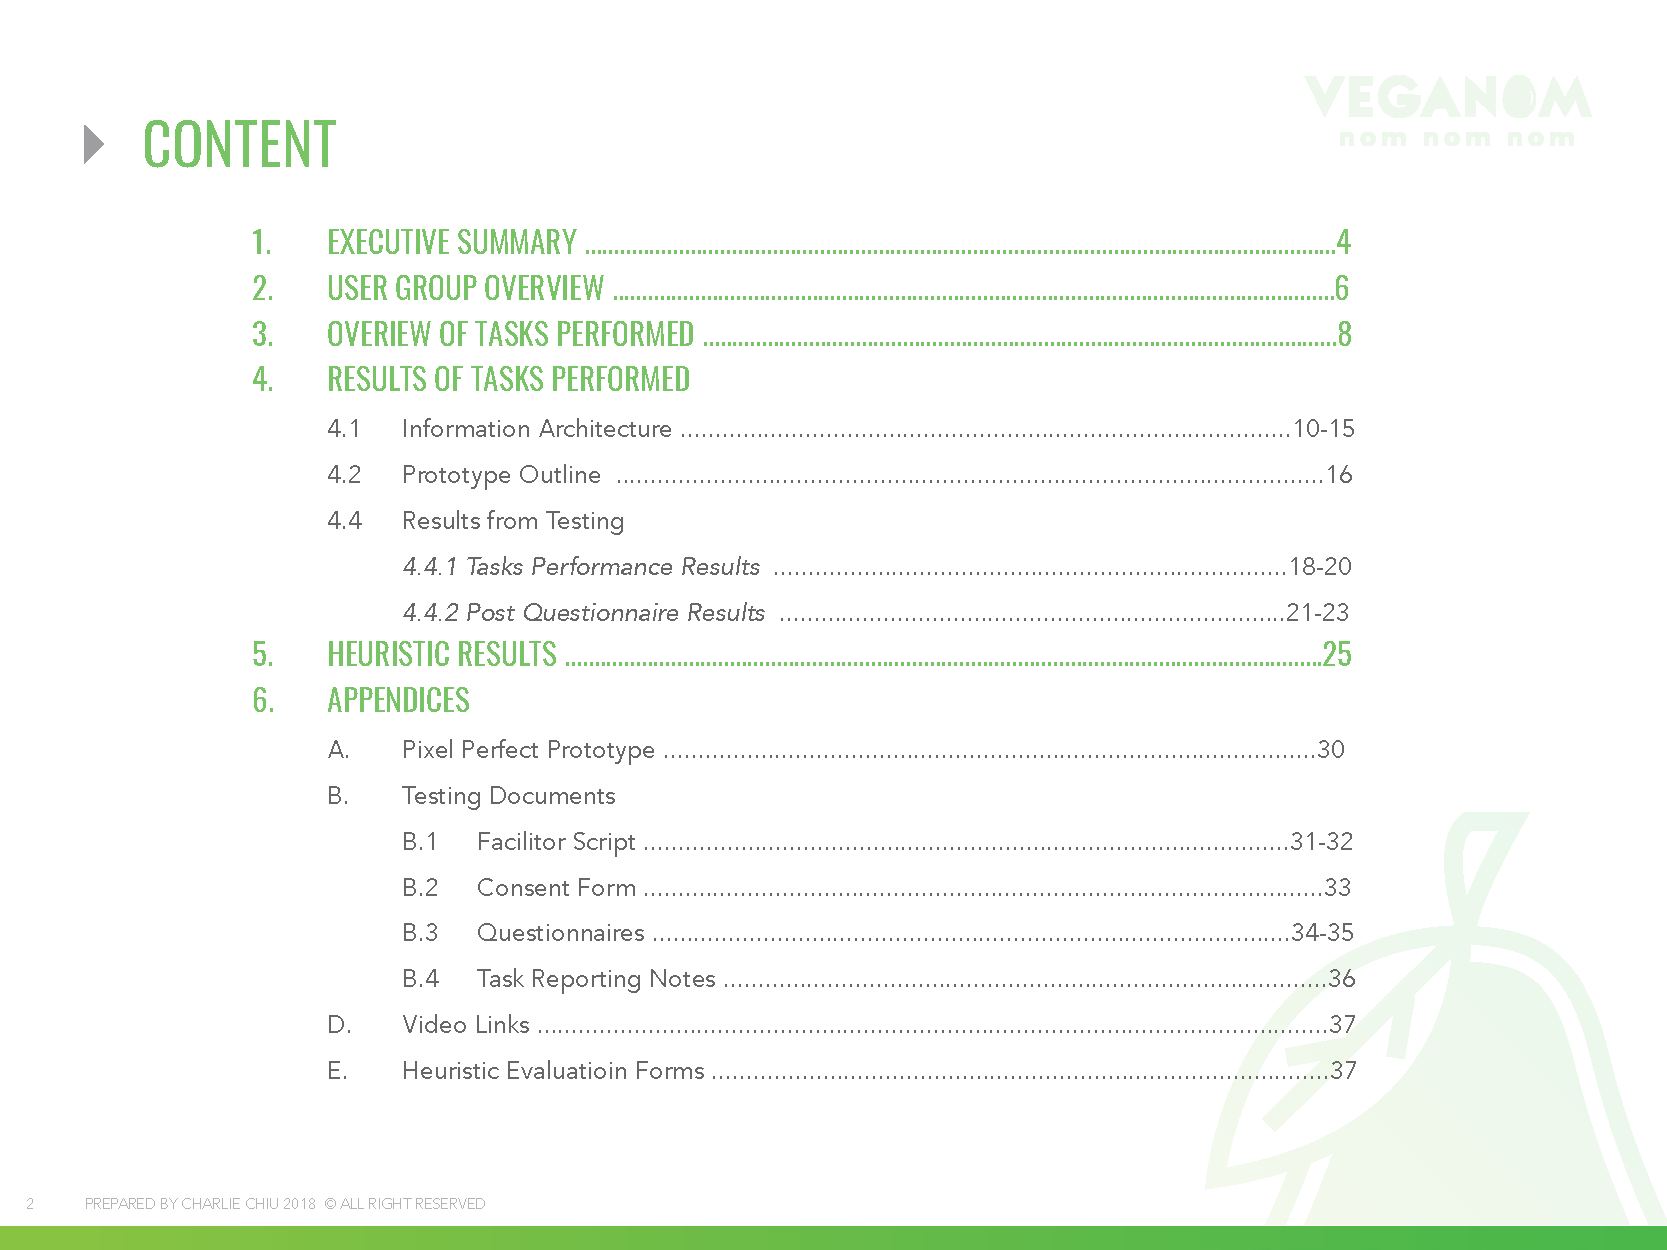 VEGANOM
nom nom nom
CONTENT
1. EXECUTIVE SUMMARY ........................................................................................................................4
2. USER GROUP OVERVIEW ...................................................................................................................6
3. OVERIEW OF TASKS PERFORMED .....................................................................................................8
4. RESULTS OF TASKS PERFORMED
4.1 Information Architecture .......................................................................................10-15
4.2 Prototype Outline .....................................................................................................16
4.4 Results from Testing
4.4.1 Tasks Performance Results ..........................................................................18-20
4.4.2 Post Questionnaire Results .........................................................................21-23
5. HEURISTIC RESULTS .........................................................................................................................25
6. APPENDICES
A. Pixel Perfect Prototype .............................................................................................30
B. Testing Documents
B.1 Facilitor Script ............................................................................................31-32
B.2 Consent Form .................................................................................................33
B.3 Questionnaires ...........................................................................................34-35
B.4 Task Reporting Notes ......................................................................................36
D. Video Links .................................................................................................................37
E. Heuristic Evaluatioin Forms ........................................................................................37
2 PREPARED BY CHARLIE CHIU 2018 © ALL RIGHT RESERVED